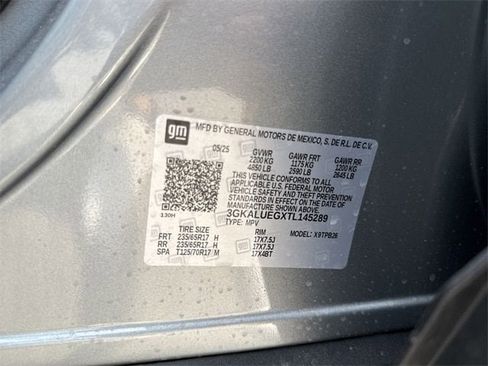 gm MFD BY GENERAL MOTORS DE MEXICO, S. DE R.L. DE C.V.
05/25 GVWR GAWR FRT GAWR RR
2200 KG 1175 KG 1200 KG
4850 LB 2590 LB 2645 LB
THIS VEHICLE CONFORMS TO ALL
APPLICABLE U.S. FEDERAL MOTOR
VEHICLE SAFETY AND
THEFT PREVENTION STANDARDS IN
EFFECT ON THE DATE OF
MANUFACTURE SHOWN ABOVE.
3GKALUEGXTL145289
130H TYPE: MPV MODEL: X9TPB26
TIRE SIZE RIM
FRT 235/65R17 H 17X7.5J
RR 235/65R17 H 17X7.5J
SPA T125/70R17 M 17X4BT